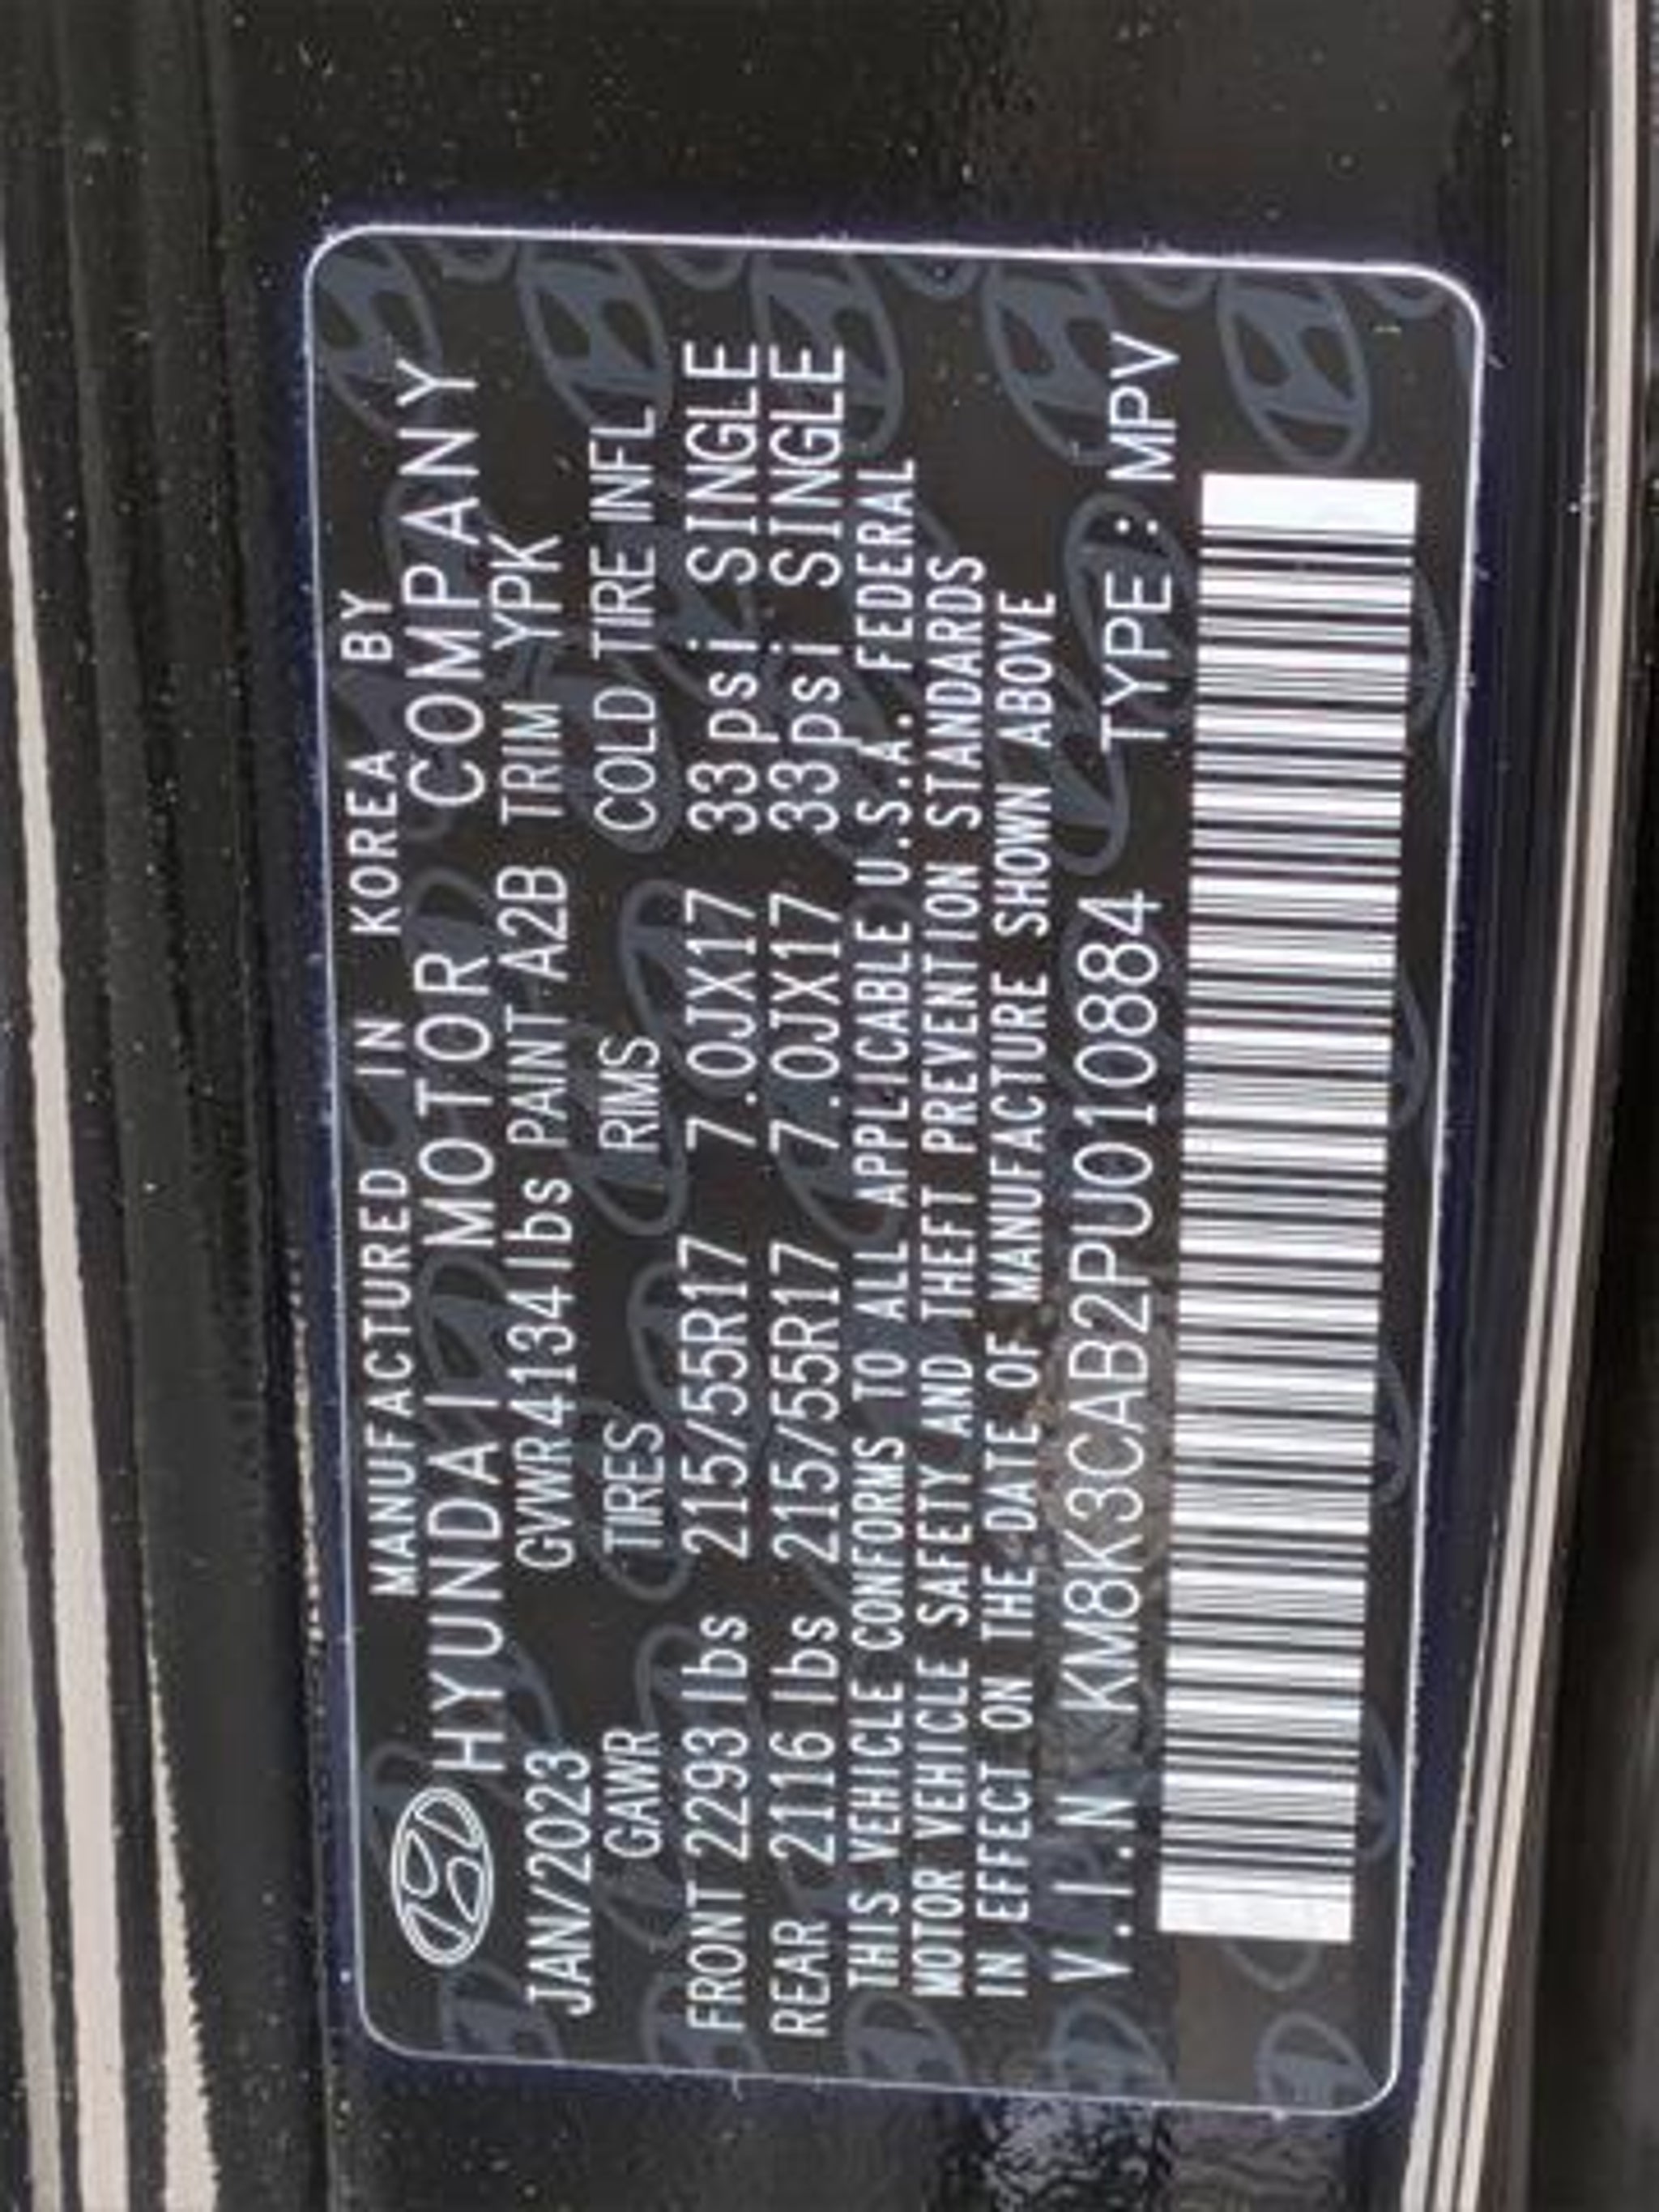 MANUFACTURED IN KOREA BY
HYUNDAI MOTOR COMPANY
JAN/2023 GVWR4134lbs PAINT A2B TRIM YPK
GAWR TIRES RIMS COLD TIRE INFL
FRONT 2293 lbs 215/55R17 7.0JX17 33psi SINGLE
REAR 2116 lbs 215/55R17 7.0JX17 33psi SINGLE
THIS VEHICLE CONFORMS TO ALL APPLICABLE U.S.A. FEDERAL
MOTOR VEHICLE SAFETY AND THEFT PREVENTION STANDARDS
IN EFFECT ON THE DATE OF MANUFACTURE SHOWN ABOVE
V.I.N KM8K3CAB2PU010884 TYPE : MPV